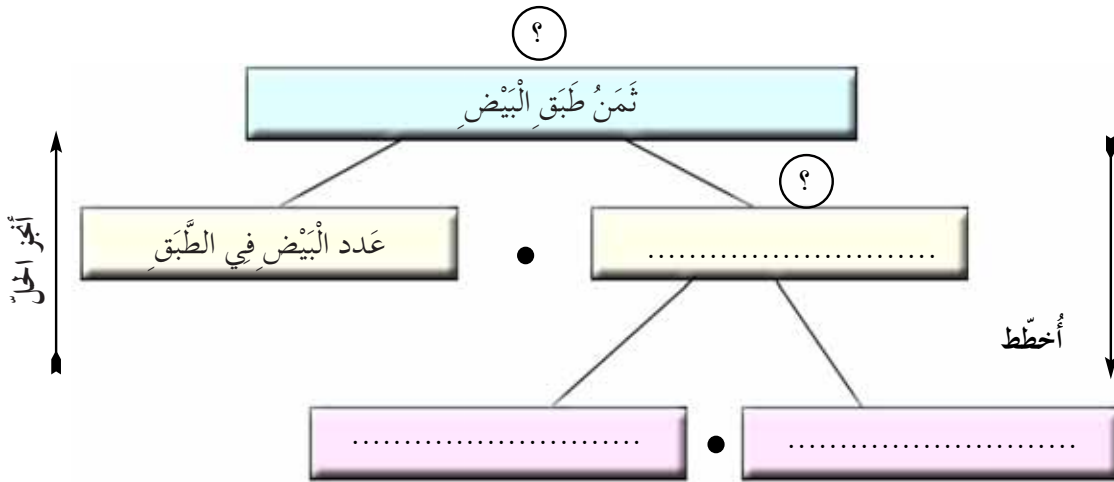 ؟
ثَمَنُ طَبَقِ الْبَيْضِ
؟
............................
عَدد الْبَيْضِ فِي الطَّبَقِ
أُخطّط
أُنجز الحلّ
............................
............................